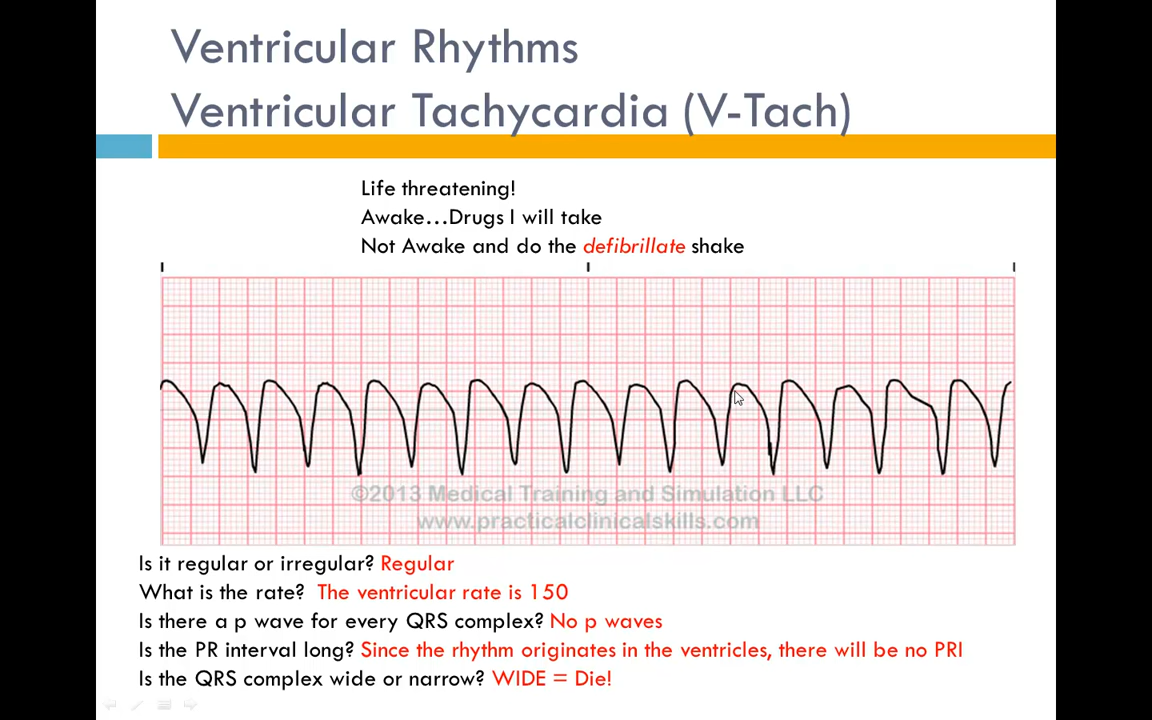 Ventricular Rhythms
Ventricular Tachycardia (V-Tach)
Life threatening!
Awake...Drugs I will take
Not Awake and do the defibrillate shake
©2013 Medical Training and Simulation LLC
www.practicalclinicalskills.com
Is it regular or irregular? Regular
What is the rate? The ventricular rate is 150
Is there a p wave for every QRS complex? No p waves
Is the PR interval long? Since the rhythm originates in the ventricles, there will be no PRI
Is the QRS complex wide or narrow? WIDE = Die!